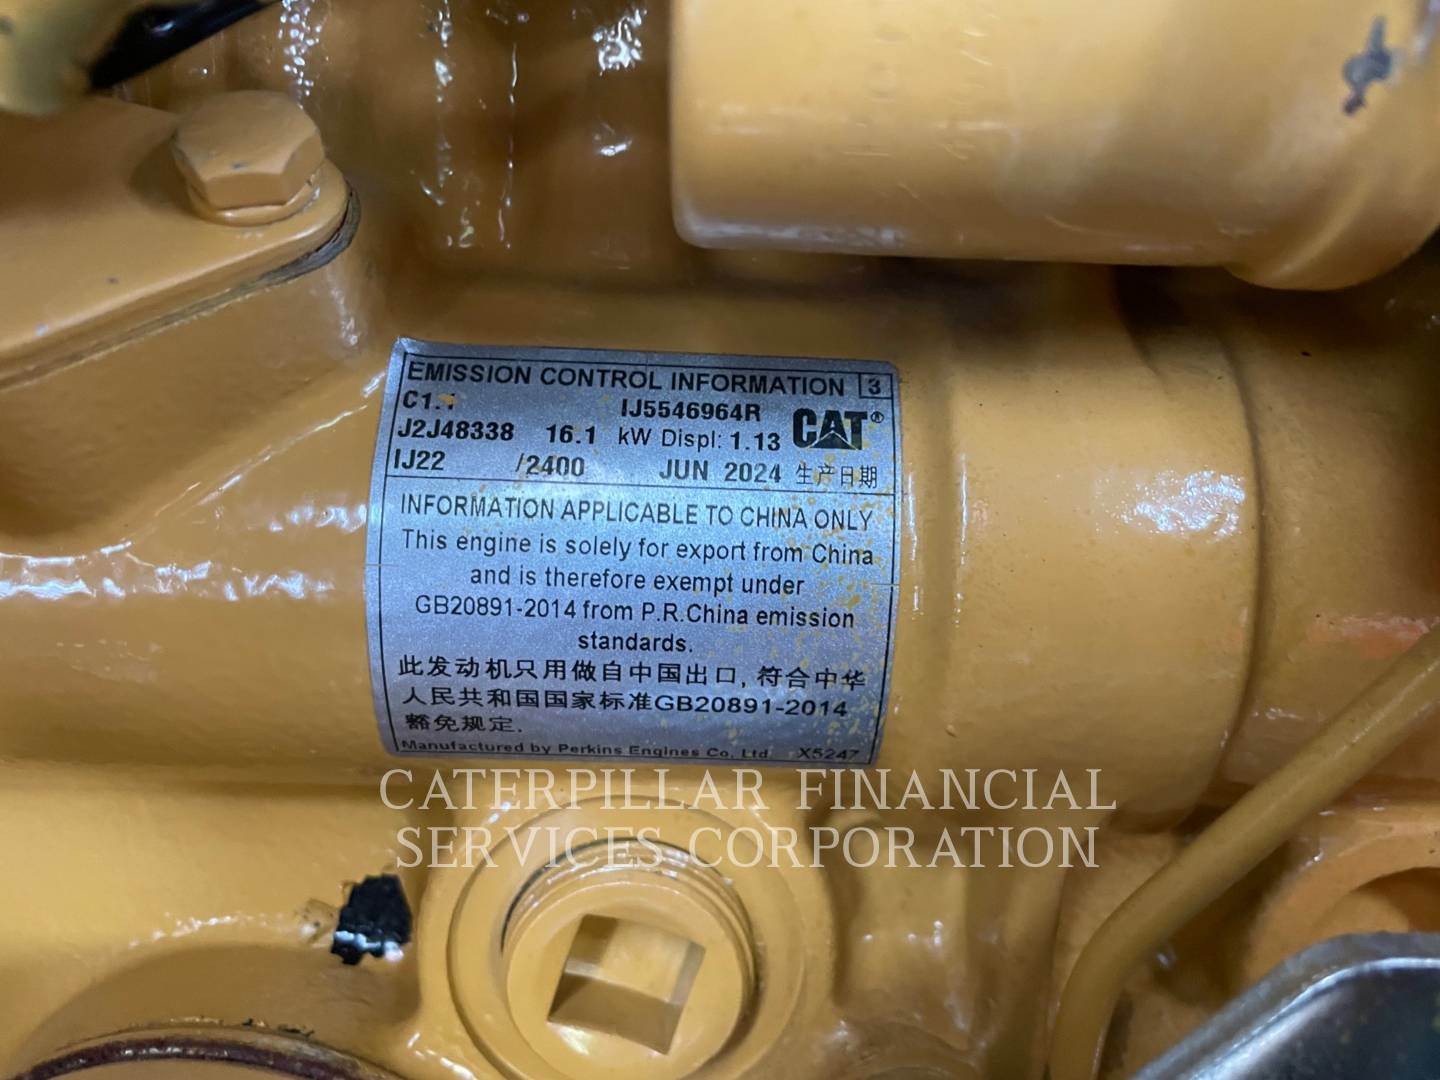 EMISSION CONTROL INFORMATION 3
C1.1 IJ5546964R CAT®
J2J48338 16.1 kW Displ: 1.13
IJ22 /2400 JUN 2024 生产日期
INFORMATION APPLICABLE TO CHINA ONLY
This engine is solely for export from China
and is therefore exempt under
GB20891-2014 from P.R.China emission
standards.
此发动机只用做自中国出口, 符合中华
人民共和国国家标准GB20891-2014
豁免规定.
Manufactured by Perkins Engines Co, Ltd X5247
CATERPILLAR FINANCIAL
SERVICES CORPORATION